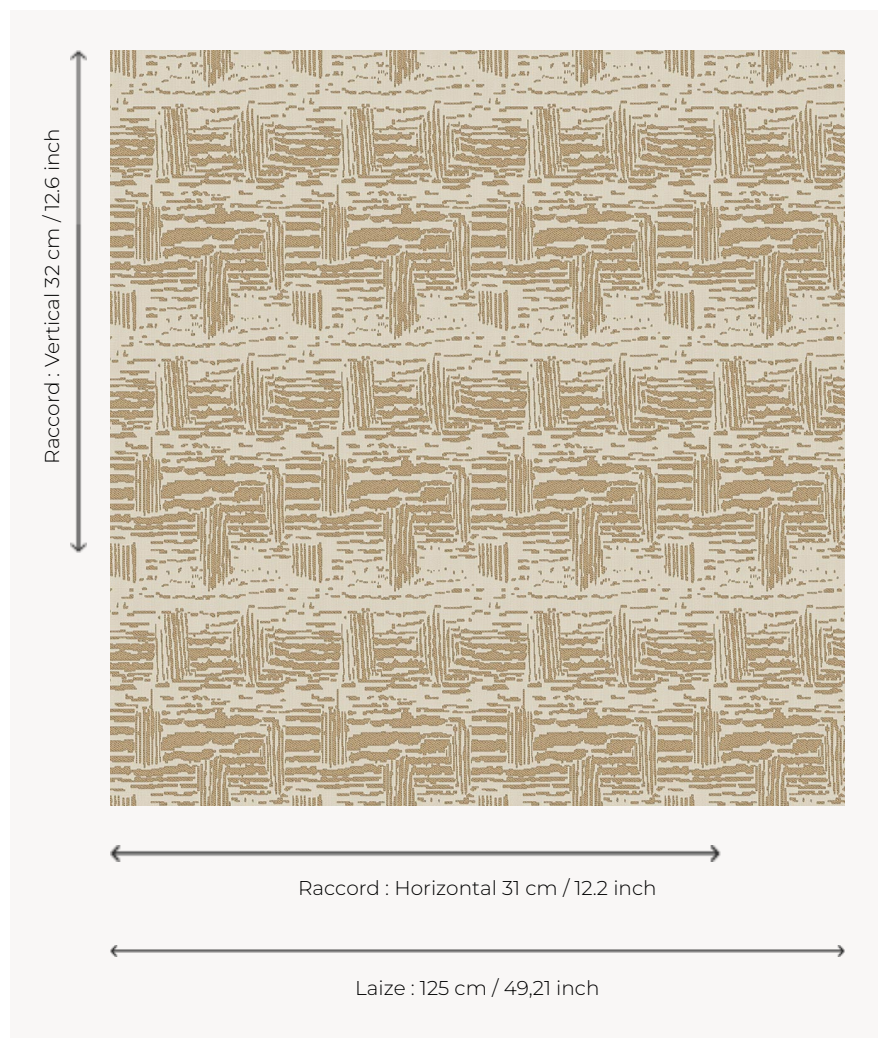 Raccord : Vertical 32 cm / 12.6 inch
Raccord : Horizontal 31 cm / 12.2 inch
Laize : 125 cm / 49,21 inch